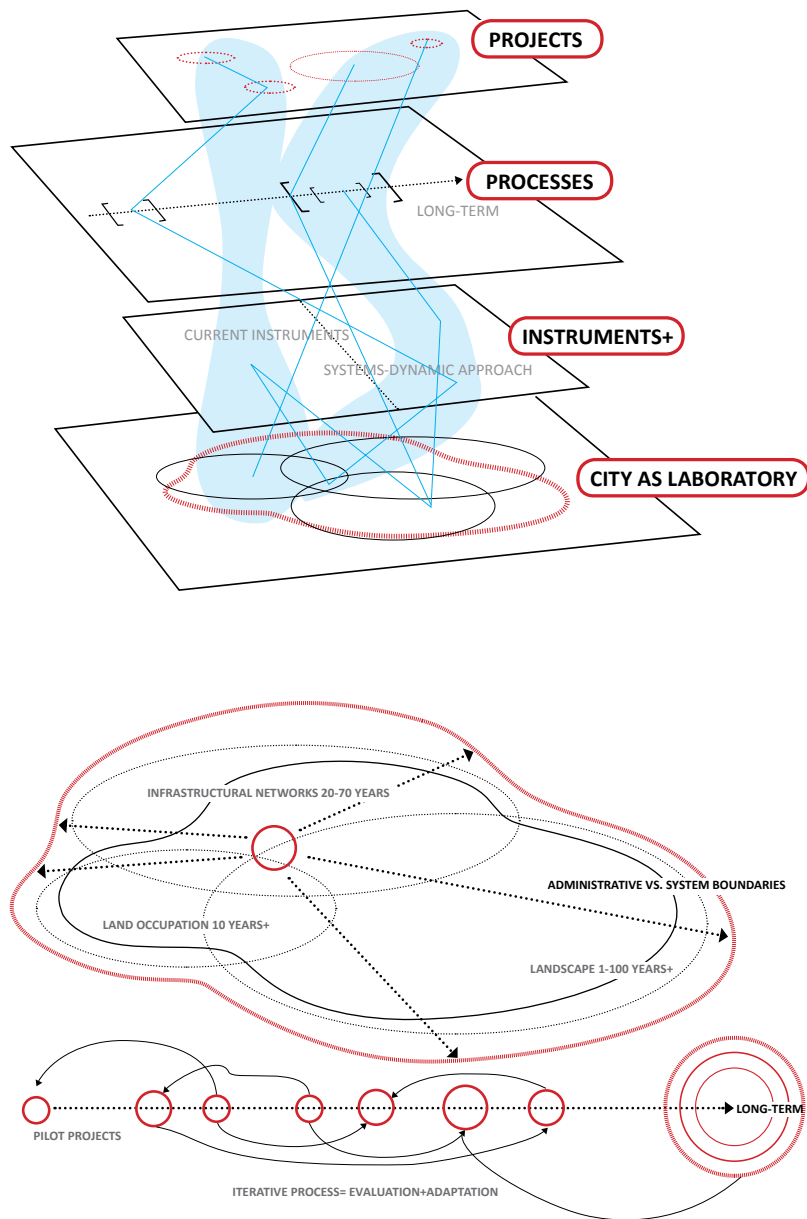 PROJECTS
PROCESSES
LONG-TERM
INSTRUMENTS+
CURRENT INSTRUMENTS
SYSTEMS-DYNAMIC APPROACH
CITY AS LABORATORY
INFRASTRUCTURAL NETWORKS 20-70 YEARS
ADMINISTRATIVE VS. SYSTEM BOUNDARIES
LAND OCCUPATION 10 YEARS+
LANDSCAPE 1-100 YEARS+
LONG-TERM
PILOT PROJECTS
ITERATIVE PROCESS= EVALUATION+ADAPTATION